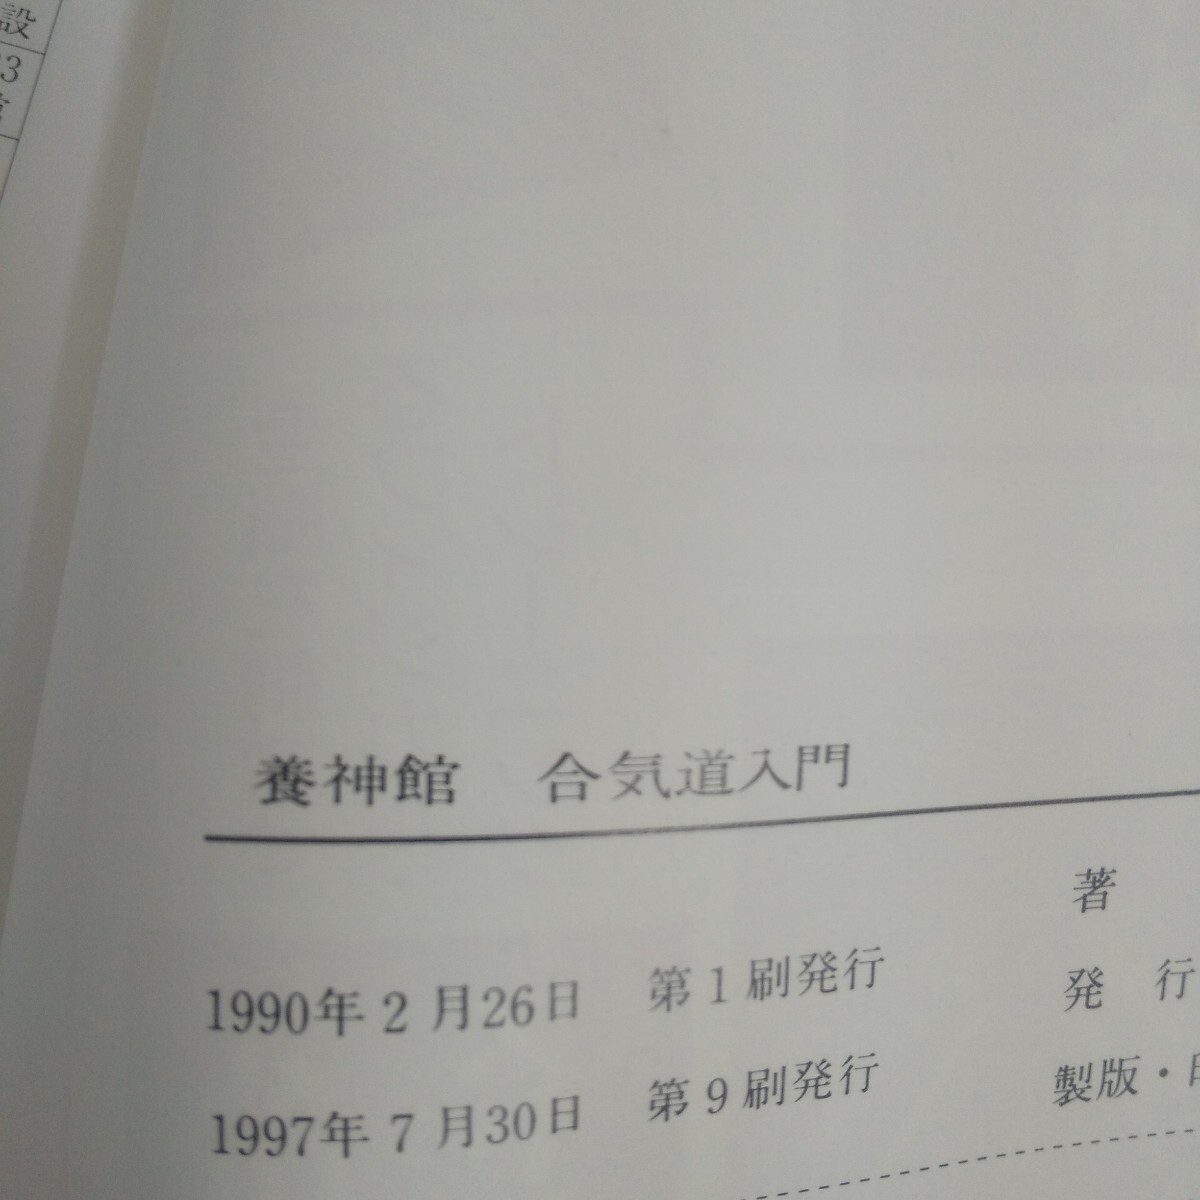 設
3
養神館　合気道入門
著
1990年2月26日　第1刷発行　発 行
1997年7月30日　第9刷発行　製版・